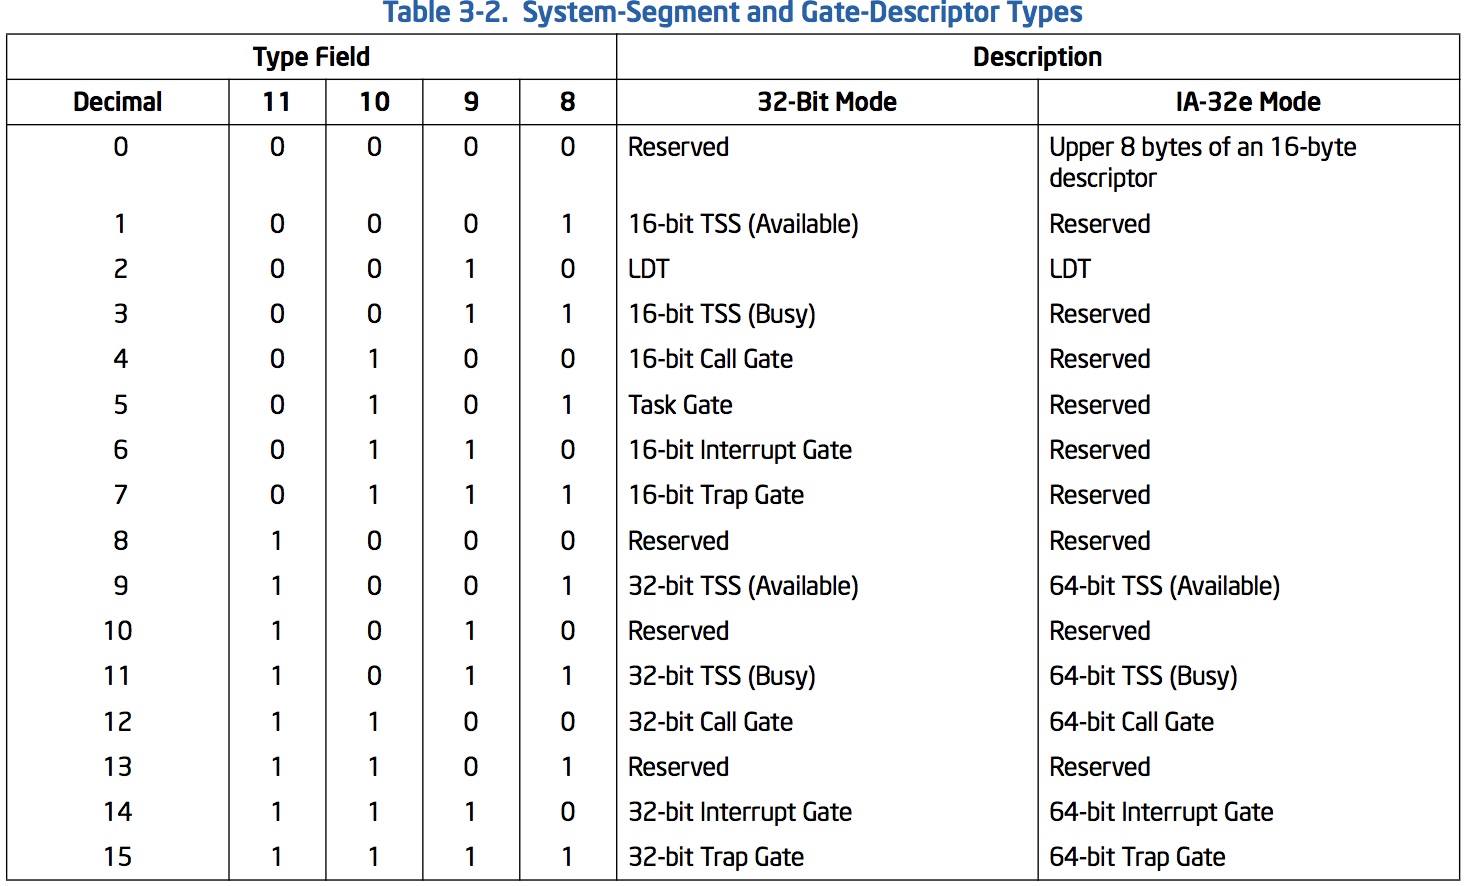 Table 3-2. System-Segment and Gate-Descriptor Types
Type Field Description
Decimal 11 10 9 8 32-Bit Mode IA-32e Mode
0 0 0 0 0 Reserved Upper 8 bytes of an 16-byte
descriptor
1 0 0 0 1 16-bit TSS (Available) Reserved
2 0 0 1 0 LDT LDT
3 0 0 1 1 16-bit TSS (Busy) Reserved
4 0 1 0 0 16-bit Call Gate Reserved
5 0 1 0 1 Task Gate Reserved
6 0 1 1 0 16-bit Interrupt Gate Reserved
7 0 1 1 1 16-bit Trap Gate Reserved
8 1 0 0 0 Reserved Reserved
9 1 0 0 1 32-bit TSS (Available) 64-bit TSS (Available)
10 1 0 1 0 Reserved Reserved
11 1 0 1 1 32-bit TSS (Busy) 64-bit TSS (Busy)
12 1 1 0 0 32-bit Call Gate 64-bit Call Gate
13 1 1 0 1 Reserved Reserved
14 1 1 1 0 32-bit Interrupt Gate 64-bit Interrupt Gate
15 1 1 1 1 32-bit Trap Gate 64-bit Trap Gate